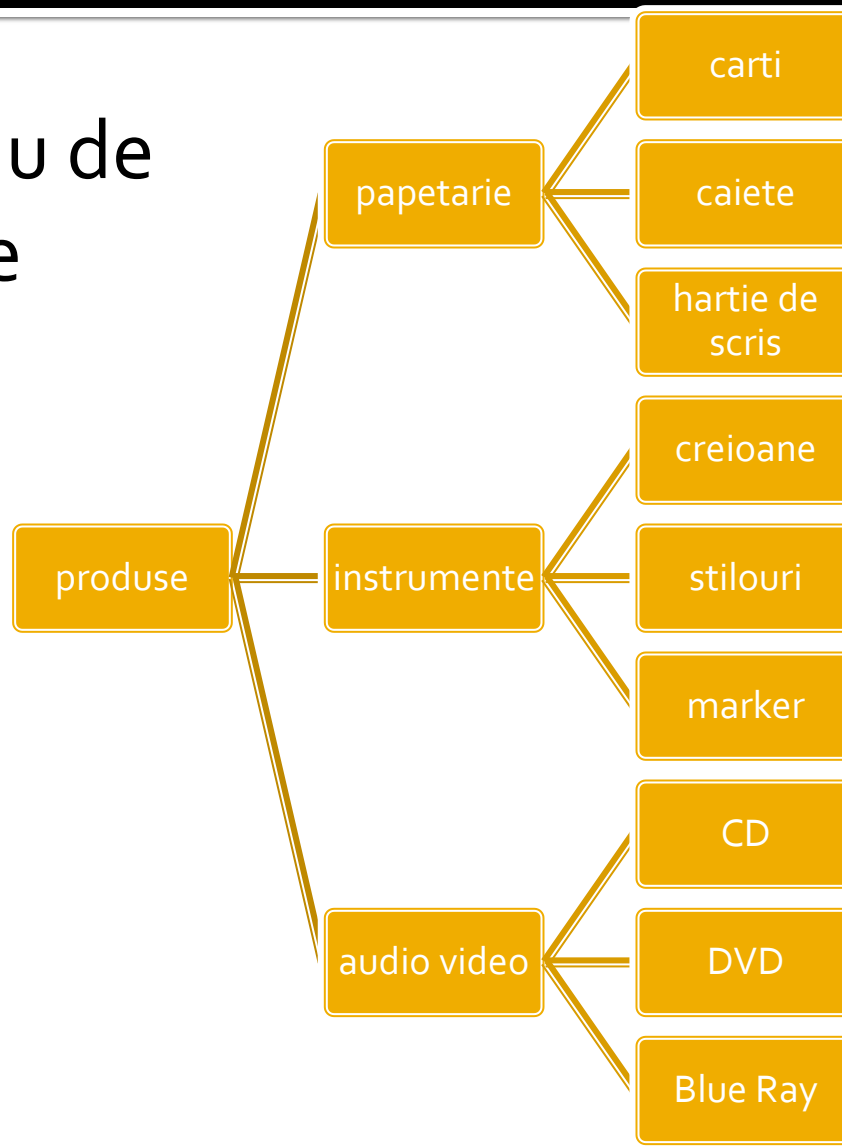 u de
e
produse
papetarie
carti
caiete
hartie de
scris
instrumente
creioane
stilouri
marker
audio video
CD
DVD
Blue Ray